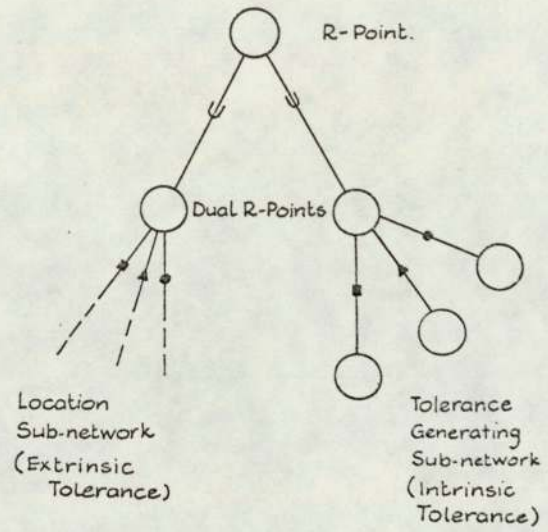 R-Point.
Dual R-Points
Location
Sub-network
(Extrinsic
Tolerance)
Tolerance
Generating
Sub-network
(Intrinsic
Tolerance)